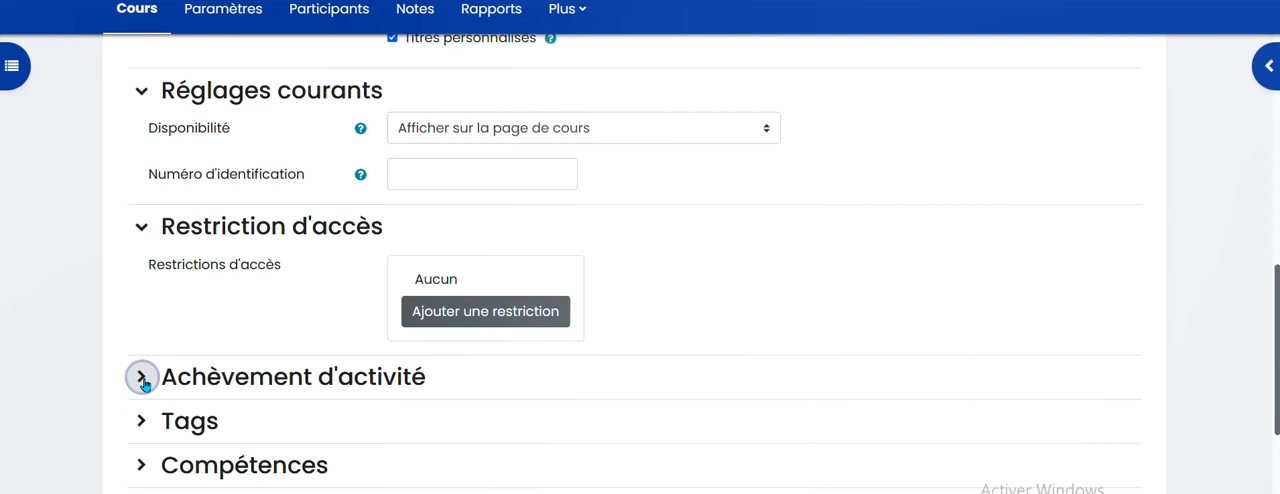 Cours Paramètres Participants Notes Rapports Plus
Titres personnalisés
Réglages courants
Disponibilité Afficher sur la page de cours
Numéro d'identification
Restriction d'accès
Restrictions d'accès
Aucun
Ajouter une restriction
Achèvement d'activité
Tags
Compétences
Activer Windows